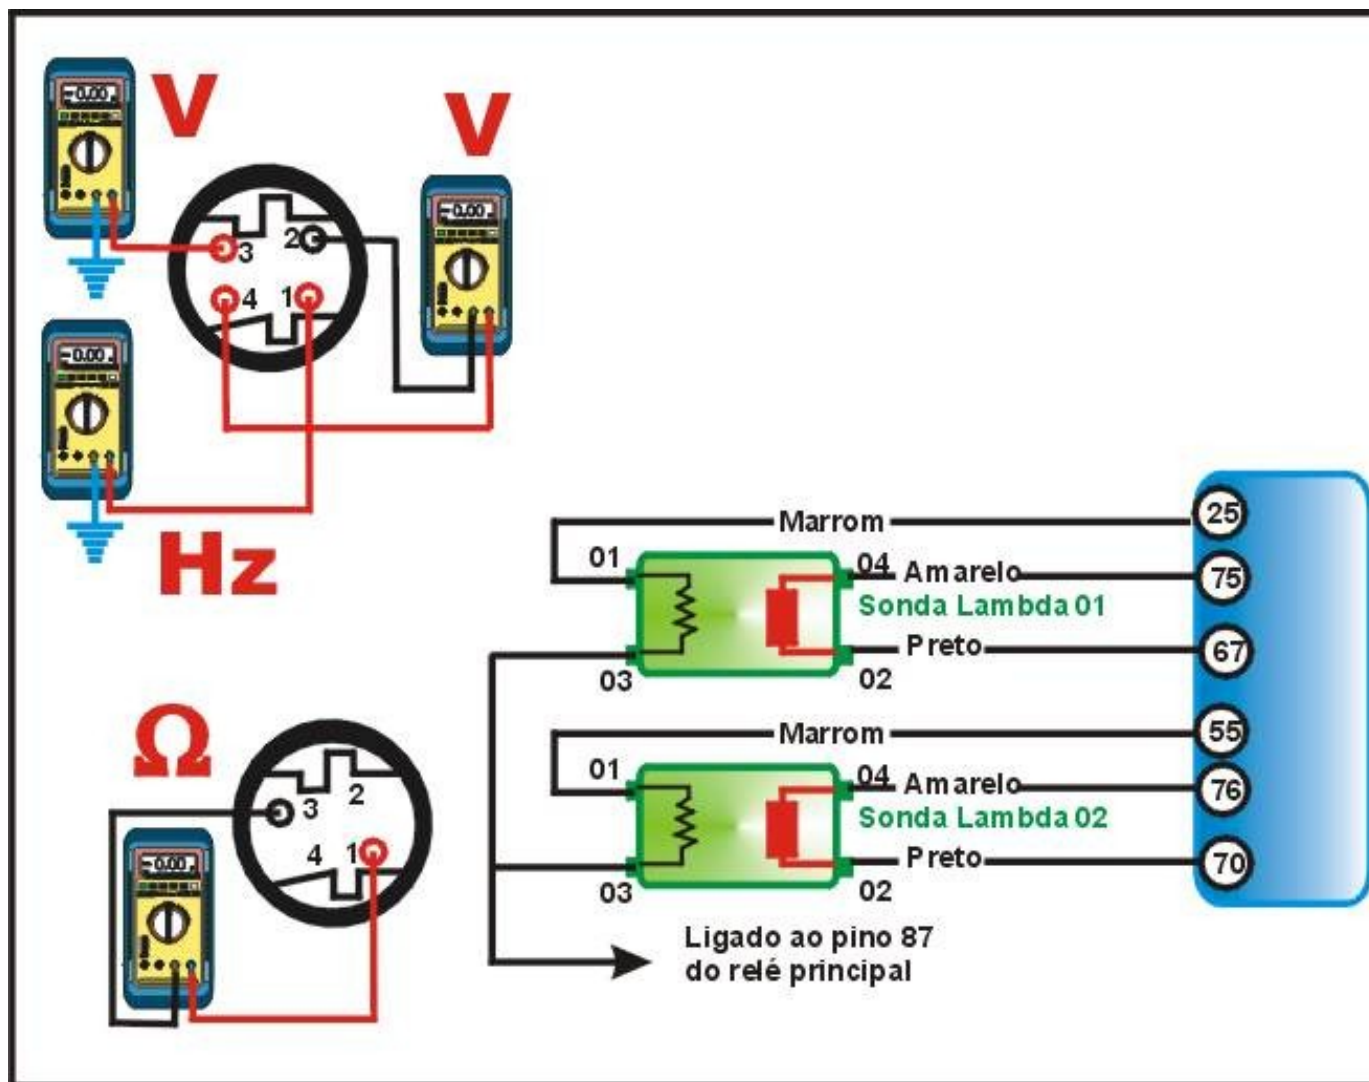 V
V
-0.00
-0.00
3
2
4
1
-0.00
Hz
Marrom
25
01
04
Amarelo
75
Sonda Lambda 01
Preto
67
03
02
Marrom
55
01
04
Amarelo
76
Sonda Lambda 02
Preto
70
03
02
Ligado ao pino 87
do relé principal
Ω
3
2
4
1
-0.00